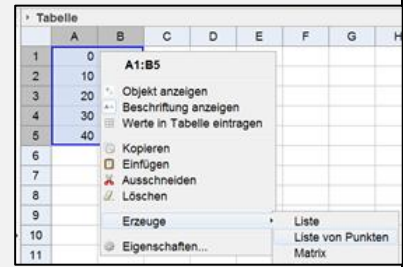 Tabelle
A B C D E F G H
1 0
A1:B5
2 10
3 20
4 30
5 40
6
7
8
9
10
11
Objekt anzeigen
Beschriftung anzeigen
Werte in Tabelle eintragen
Kopieren
Einfügen
Ausschneiden
Löschen
Erzeuge
Eigenschaften...
Liste
Liste von Punkten
Matrix